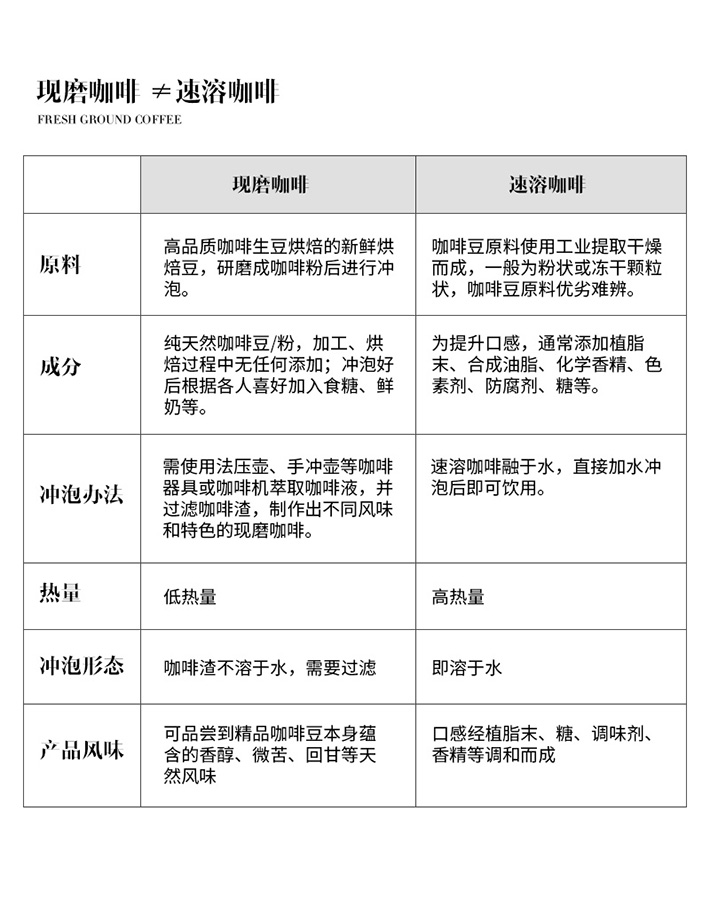 现磨咖啡 ≠速溶咖啡
FRESH GROUND COFFEE
现磨咖啡
速溶咖啡
原料
高品质咖啡生豆烘焙的新鲜烘
焙豆，研磨成咖啡粉后进行冲
泡。
咖啡豆原料使用工业提取干燥
而成，一般为粉状或冻干颗粒
状，咖啡豆原料优劣难辨。
成分
纯天然咖啡豆/粉，加工、烘
焙过程中无任何添加；冲泡好
后根据各人喜好加入食糖、鲜
奶等。
为提升口感，通常添加植脂
末、合成油脂、化学香精、色
素剂、防腐剂、糖等。
冲泡办法
需使用法压壶、手冲壶等咖啡
器具或咖啡机萃取咖啡液，并
过滤咖啡渣，制作出不同风味
和特色的现磨咖啡。
速溶咖啡融于水，直接加水冲
泡后即可饮用。
热量
低热量
高热量
冲泡形态
咖啡渣不溶于水，需要过滤
即溶于水
产品风味
可品尝到精品咖啡豆本身蕴
含的香醇、微苦、回甘等天
然风味
口感经植脂末、糖、调味剂、
香精等调和而成